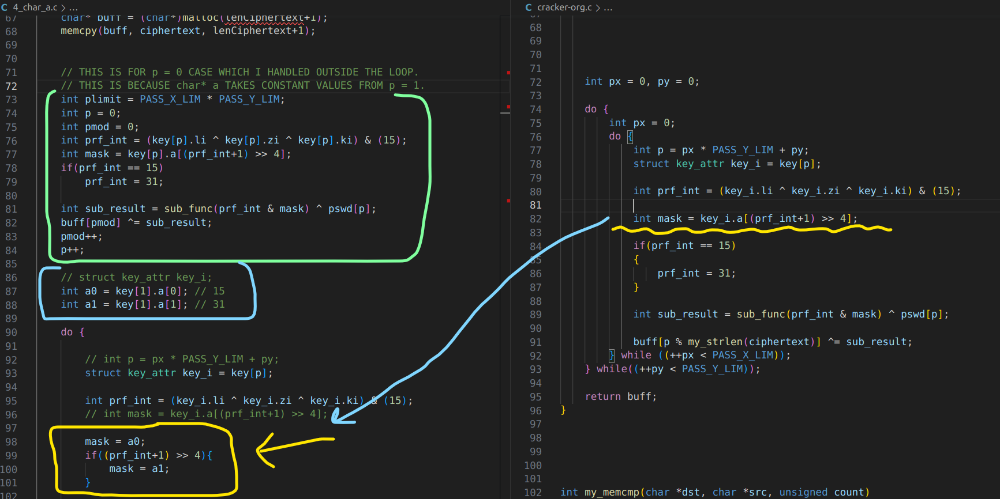 4_char_a.c > ...
67 char* buff = (char*)malloc(lenCiphertext+1);
68 memcpy(buff, ciphertext, lenCiphertext+1);
69
70
71 // THIS IS FOR p = 0 CASE WHICH I HANDLED OUTSIDE THE LOOP.
72 // THIS IS BECAUSE char* a TAKES CONSTANT VALUES FROM p = 1.
73 int plimit = PASS_X_LIM * PASS_Y_LIM;
74 int p = 0;
75 int pmod = 0;
76 int prf_int = (key[p].li ^ key[p].zi ^ key[p].ki) & (15);
77 int mask = key[p].a[(prf_int+1) >> 4];
78 if(prf_int == 15)
79 prf_int = 31;
80
81 int sub_result = sub_func(prf_int & mask) ^ pswd[p];
82 buff[pmod] ^= sub_result;
83 pmod++;
84 p++;
85
86 // struct key_attr key_i;
87 int a0 = key[1].a[0]; // 15
88 int a1 = key[1].a[1]; // 31
89
90 do {
91
92 // int p = px * PASS_Y_LIM + py;
93 struct key_attr key_i = key[p];
94
95 int prf_int = (key_i.li ^ key_i.zi ^ key_i.ki) & (15);
96 // int mask = key_i.a[(prf_int+1) >> 4];
97
98 mask = a0;
99 if((prf_int+1) >> 4){
100 mask = a1;
101 }
102
cracker-org.c > ...
67
68
69
70
71
72 int px = 0, py = 0;
73
74 do {
75 int px = 0;
76 do {
77 int p = px * PASS_Y_LIM + py;
78 struct key_attr key_i = key[p];
79
80 int prf_int = (key_i.li ^ key_i.zi ^ key_i.ki) & (15);
81
82 int mask = key_i.a[(prf_int+1) >> 4];
83
84 if(prf_int == 15)
85 {
86 prf_int = 31;
87 }
88
89 int sub_result = sub_func(prf_int & mask) ^ pswd[p];
90
91 buff[p % my_strlen(ciphertext)] ^= sub_result;
92 } while ((++px < PASS_X_LIM));
93 } while((++py < PASS_Y_LIM));
94
95 return buff;
96 }
97
98
99
100
101
102 int my_memcmp(char *dst, char *src, unsigned count)